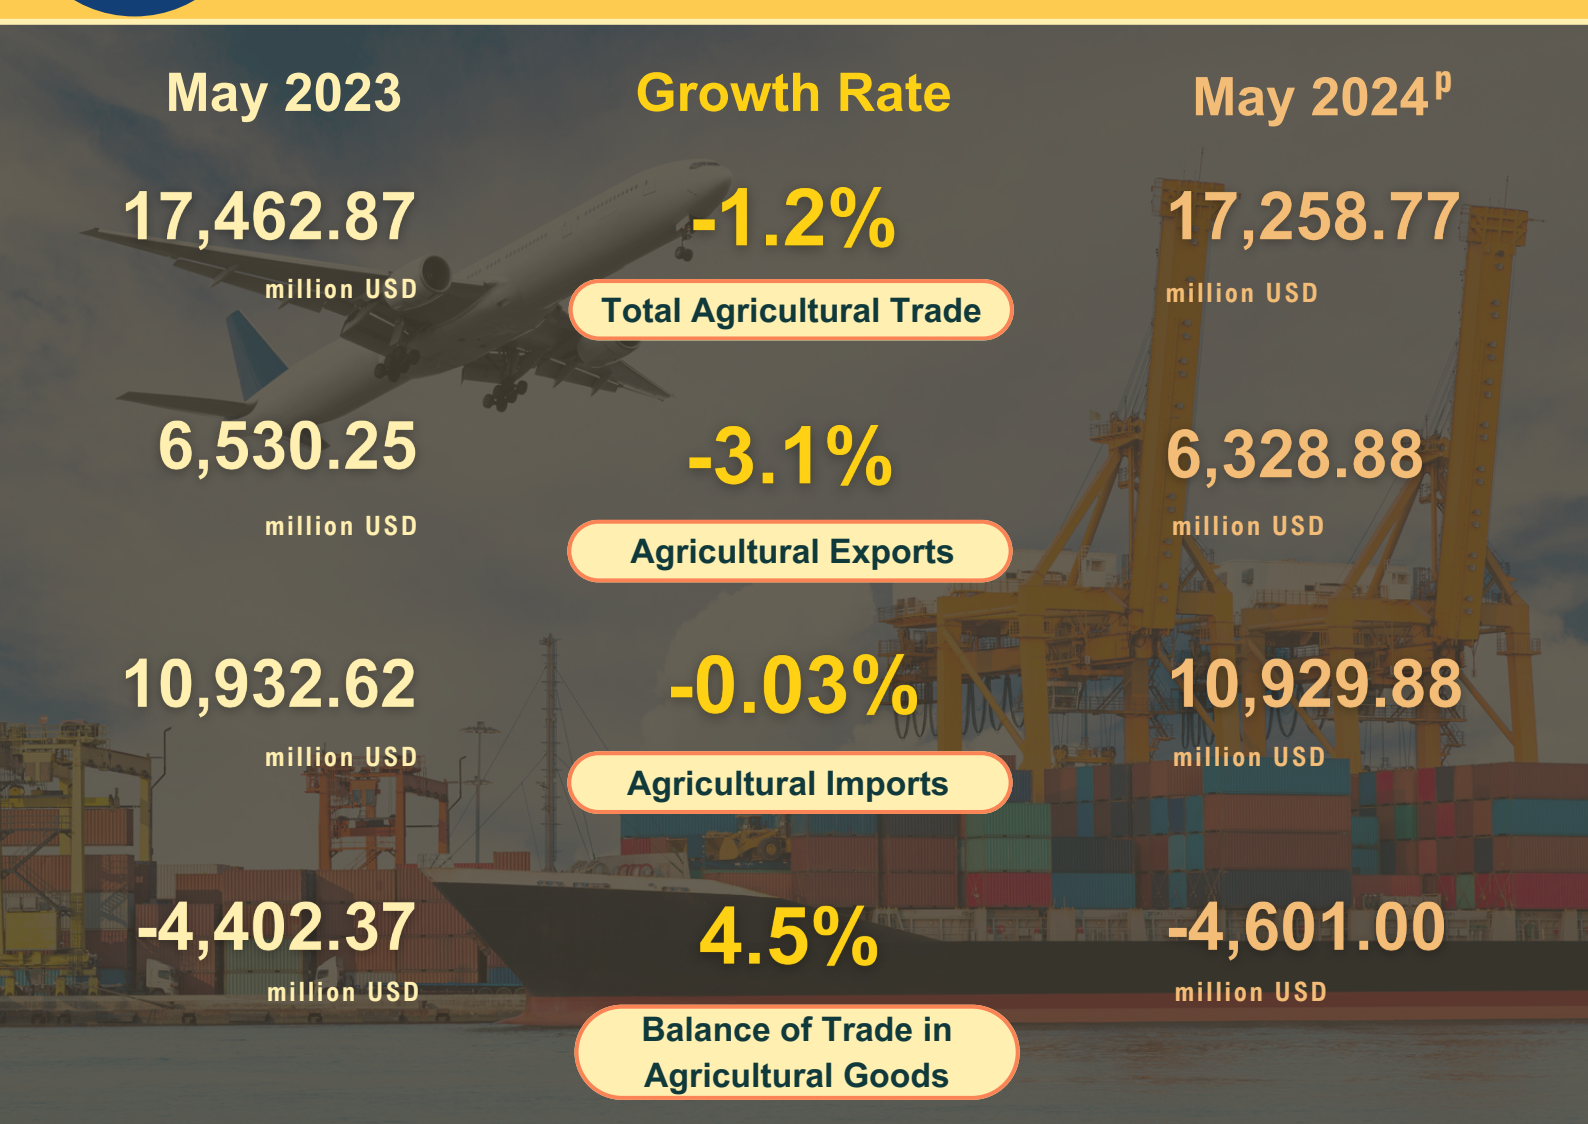 May 2023
Growth Rate
May 2024ᵖ
17,462.87
-1.2%
17,258.77
million USD
million USD
Total Agricultural Trade
6,530.25
-3.1%
6,328.88
million USD
million USD
Agricultural Exports
10,932.62
-0.03%
10,929.88
million USD
million USD
Agricultural Imports
-4,402.37
4.5%
-4,601.00
million USD
million USD
Balance of Trade in
Agricultural Goods